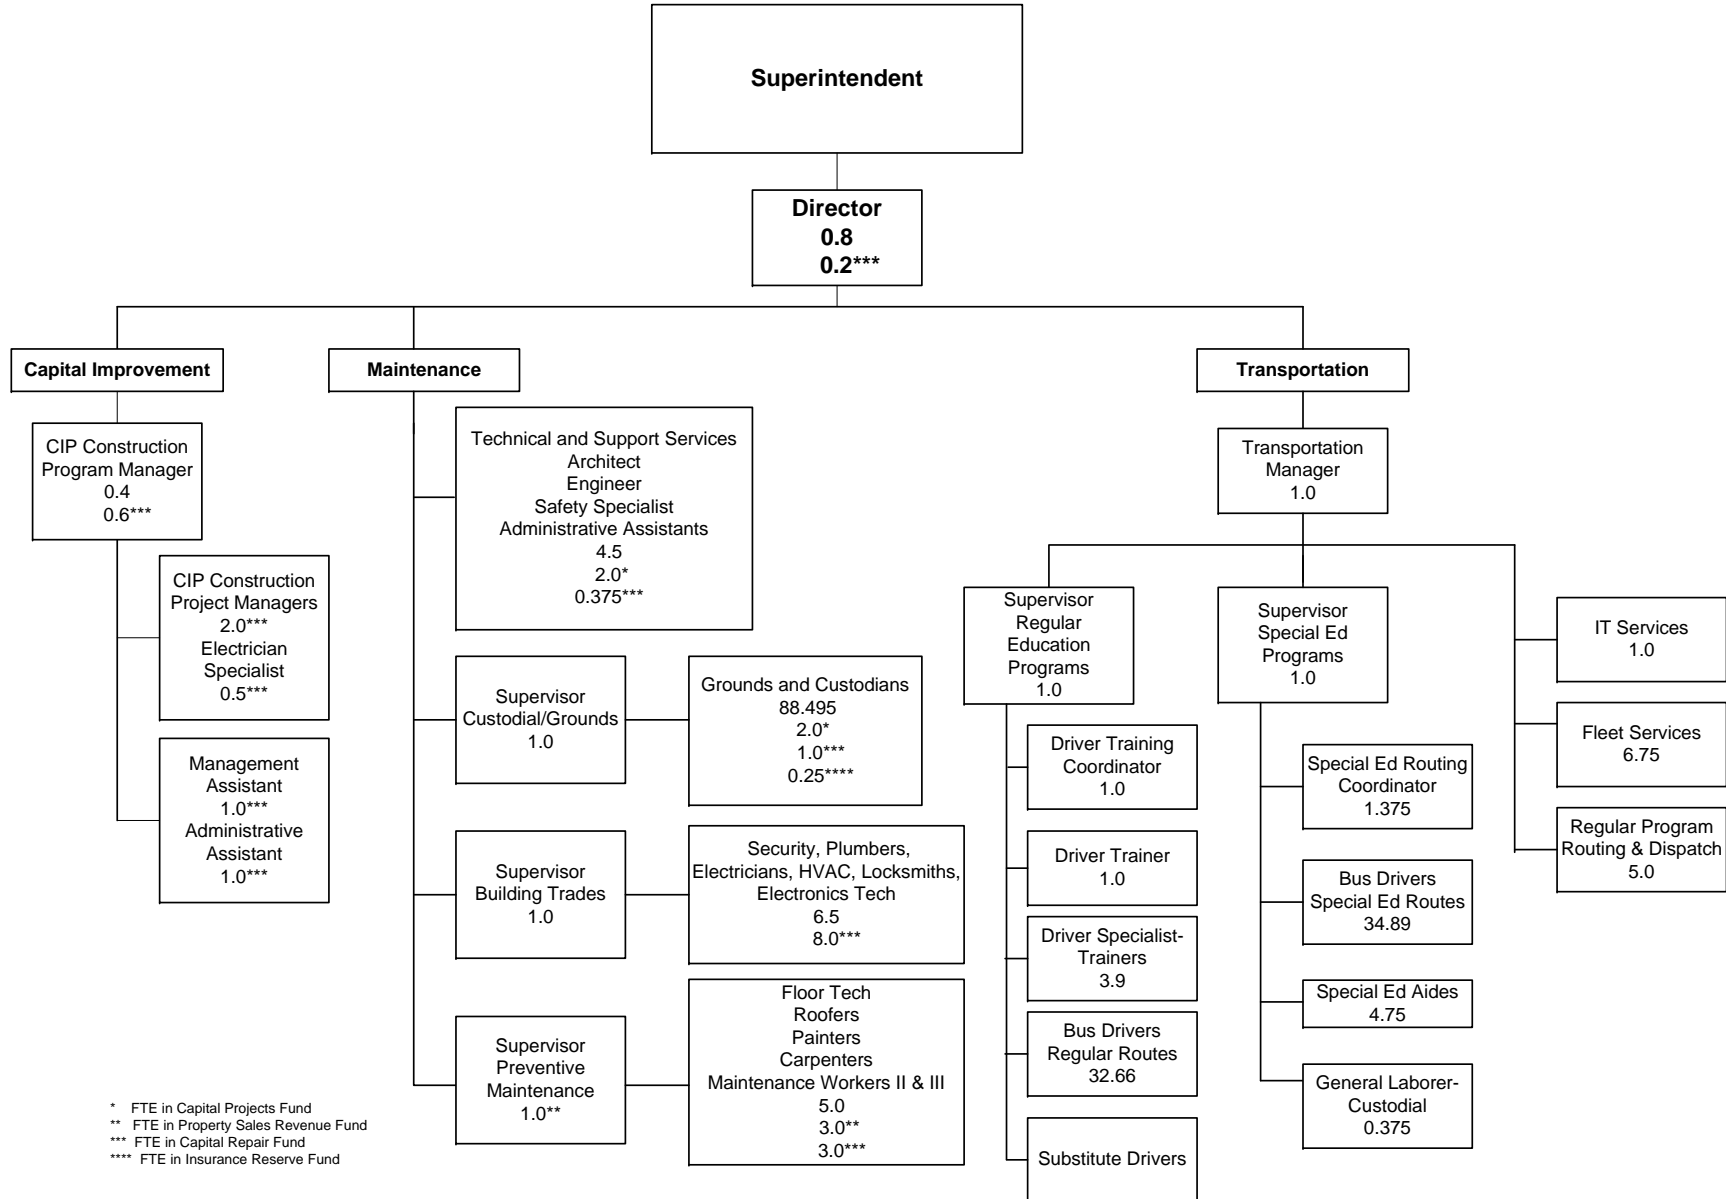 Superintendent
Director
0.8
0.2***
Capital Improvement
Maintenance
Transportation
CIP Construction
Program Manager
0.4
0.6***
CIP Construction
Project Managers
2.0***
Electrician
Specialist
0.5***
Management
Assistant
1.0***
Administrative
Assistant
1.0***
Technical and Support Services
Architect
Engineer
Safety Specialist
Administrative Assistants
4.5
2.0*
0.375***
Supervisor
Custodial/Grounds
1.0
Grounds and Custodians
88.495
2.0*
1.0***
0.25****
Supervisor
Building Trades
1.0
Security, Plumbers,
Electricians, HVAC, Locksmiths,
Electronics Tech
6.5
8.0***
Supervisor
Preventive
Maintenance
1.0**
Floor Tech
Roofers
Painters
Carpenters
Maintenance Workers II & III
5.0
3.0**
3.0***
Transportation
Manager
1.0
Supervisor
Regular
Education
Programs
1.0
Driver Training
Coordinator
1.0
Driver Trainer
1.0
Driver Specialist-
Trainers
3.9
Bus Drivers
Regular Routes
32.66
Substitute Drivers
Supervisor
Special Ed
Programs
1.0
Special Ed Routing
Coordinator
1.375
Bus Drivers
Special Ed Routes
34.89
Special Ed Aides
4.75
General Laborer-
Custodial
0.375
IT Services
1.0
Fleet Services
6.75
Regular Program
Routing & Dispatch
5.0
* FTE in Capital Projects Fund
** FTE in Property Sales Revenue Fund
*** FTE in Capital Repair Fund
**** FTE in Insurance Reserve Fund